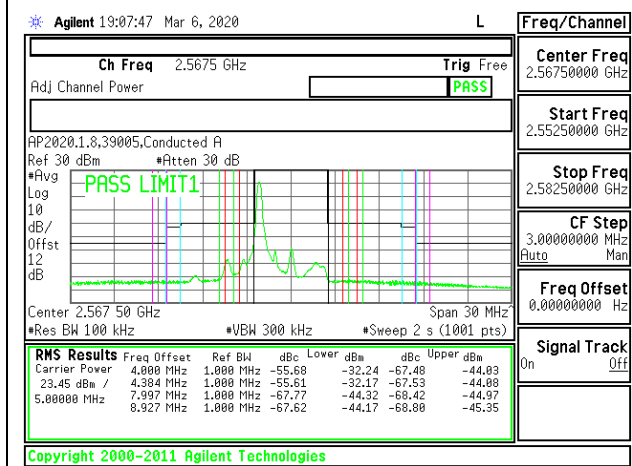 Agilent 19:07:47 Mar 6, 2020 L
Freq/Channel
Ch Freq 2.5675 GHz Trig Free
Adj Channel Power PASS
AP2020.1.8,39005,Conducted A
Ref 30 dBm #Atten 30 dB
#Avg
Log
10
dB/
Offst
12
dB
PASS LIMIT1
Center 2.567 50 GHz Span 30 MHz^
#Res BW 100 kHz #VBW 300 kHz #Sweep 2 s (1001 pts)
RMS Results Freq Offset Ref BW dBc Lower dBm dBc Upper dBm
Carrier Power 4.000 MHz 1.000 MHz -55.68 -32.24 -67.48 -44.03
23.45 dBm / 4.384 MHz 1.000 MHz -55.61 -32.17 -67.53 -44.08
5.00000 MHz 7.997 MHz 1.000 MHz -67.77 -44.32 -68.42 -44.97
8.927 MHz 1.000 MHz -67.62 -44.17 -68.80 -45.35
Center Freq
2.56750000 GHz
Start Freq
2.55250000 GHz
Stop Freq
2.58250000 GHz
CF Step
3.00000000 MHz
Auto Man
Freq Offset
0.00000000 Hz
Signal Track
On Off
Copyright 2000-2011 Agilent Technologies